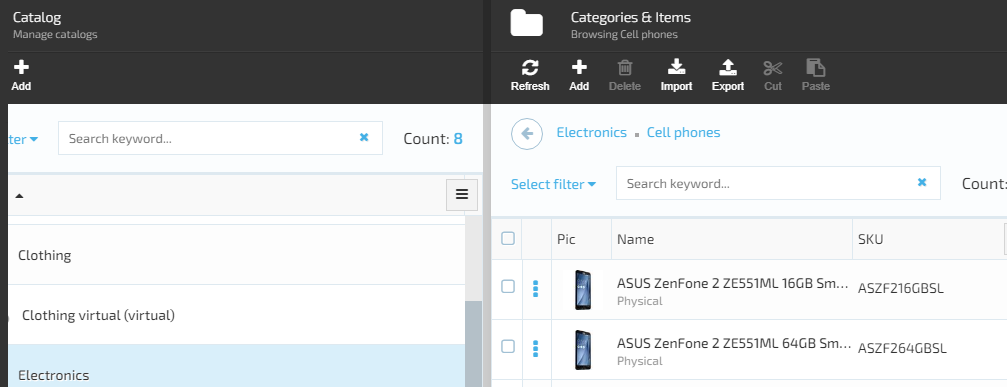 Catalog
Manage catalogs
Add
Count: 8
Search keyword...
Clothing
Clothing virtual (virtual)
Electronics
Categories & Items
Browsing Cell phones
Refresh Add Delete Import Export Cut Paste
Electronics Cell phones
Select filter Search keyword... Count:
Pic Name SKU
ASUS ZenFone 2 ZE551ML 16GB Sm... ASZF216GBSL
Physical
ASUS ZenFone 2 ZE551ML 64GB Sm... ASZF264GBSL
Physical